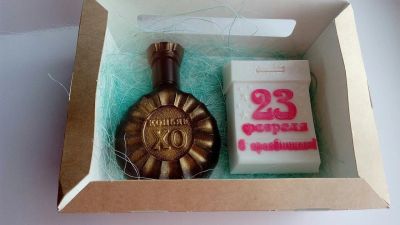 КОНЬЯК
XO
23
февраля
с праздником!